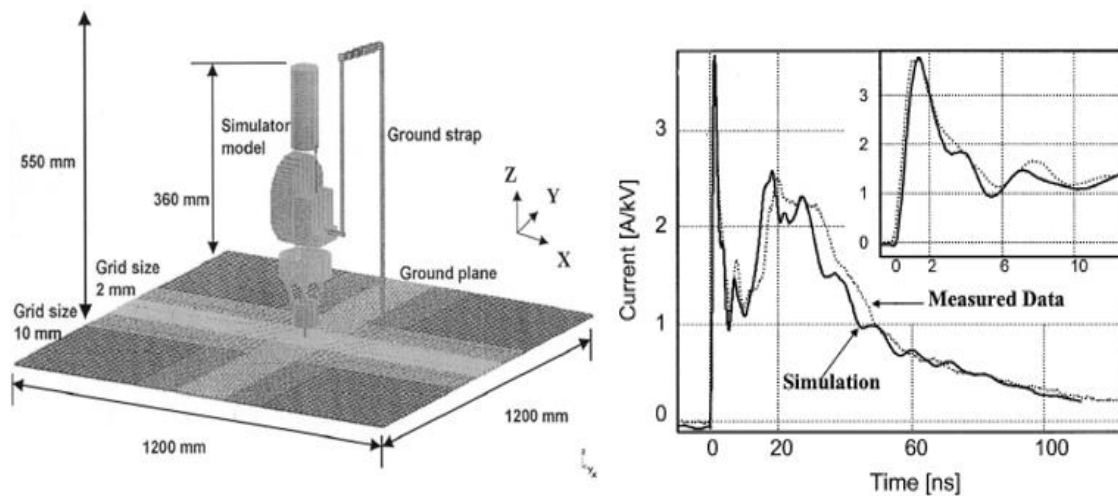 550 mm
360 mm
Simulator
model
Ground strap
Z
Y
X
Grid size
2 mm
Grid size
10 mm
Ground plane
1200 mm
1200 mm
z
Y
X
Current [A/kV]
3
2
1
0
0
20
60
100
Time [ns]
Measured Data
Simulation
3
2
1
0
0
2
6
10